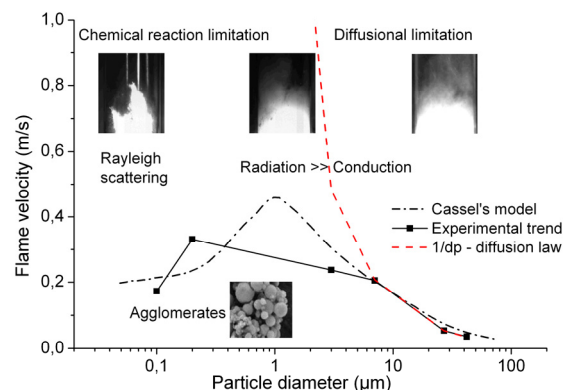 Chemical reaction limitation
Diffusional limitation
Rayleigh
scattering
Radiation >> Conduction
Cassel's model
Experimental trend
1/dp - diffusion law
Agglomerates
Flame velocity (m/s)
1,0
0,8
0,6
0,4
0,2
0,0
0,1
1
10
100
Particle diameter (µm)